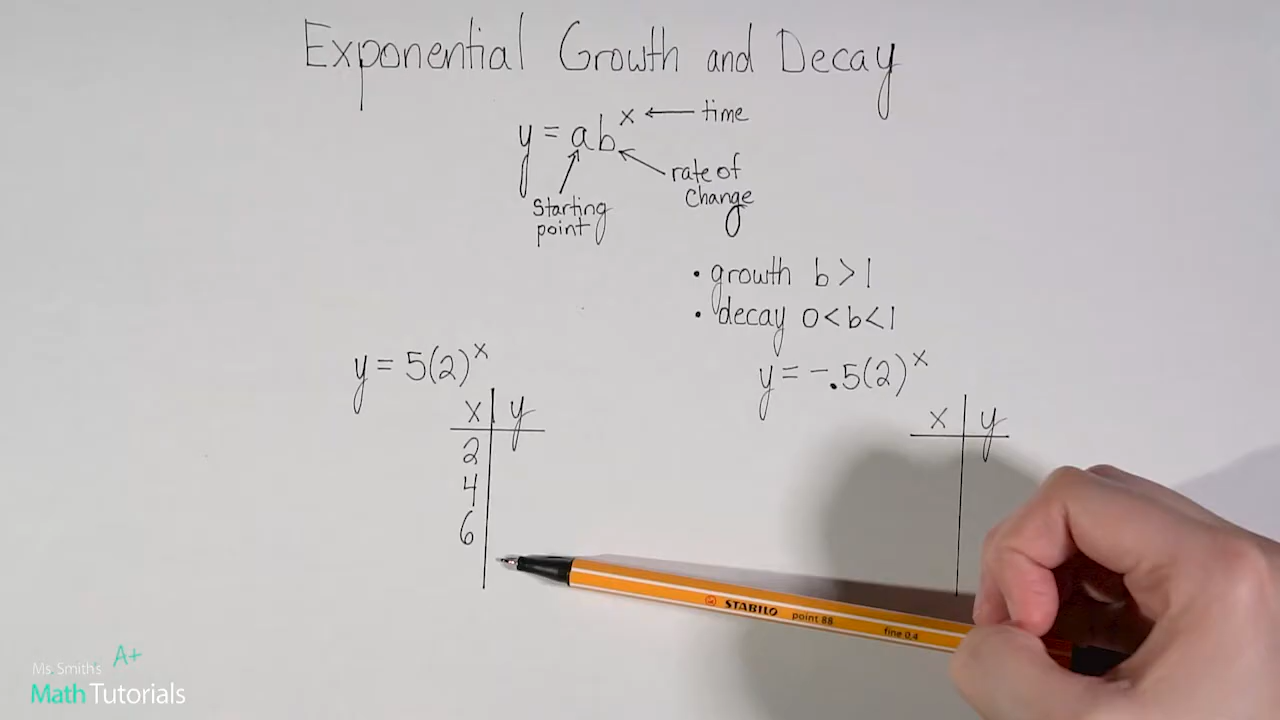 Exponential Growth and Decay
y = ab^x ← time
rate of
change
Starting
point
• growth b > 1
• decay 0 < b < 1
y = 5(2)^x
x y
2
4
6
y = -.5(2)^x
x y
STABILO point 88 fine 0,4
Ms Smith's A+
Math Tutorials